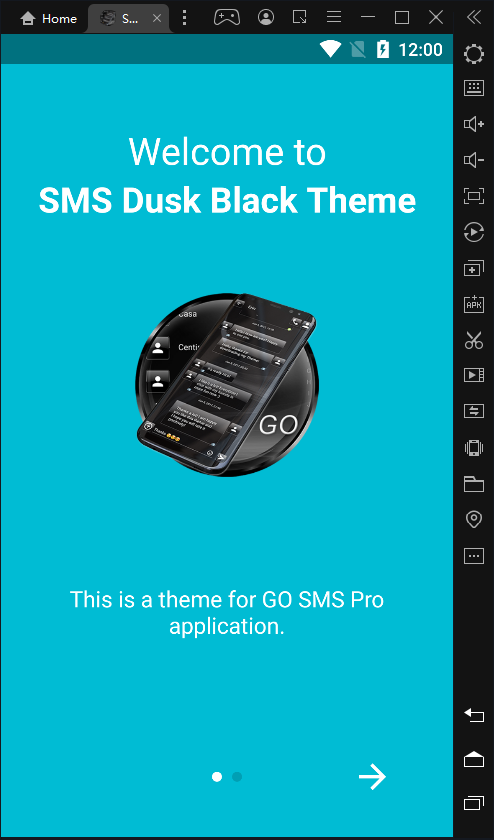 Home
S...
12:00
Welcome to
SMS Dusk Black Theme
Casa
Centi
GO
This is a theme for GO SMS Pro
application.
APK